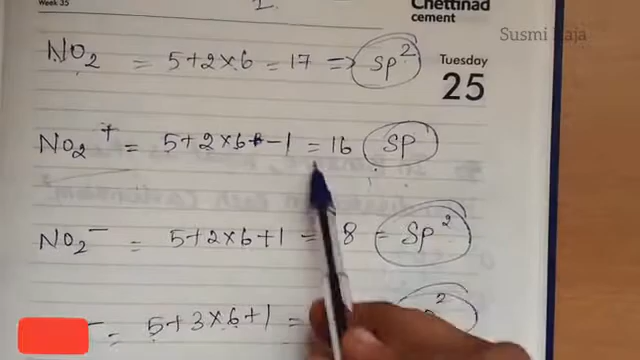 Week 35
Chettinad
cement
Susmi Raja
NO₂ = 5+2×6 = 17 => SP²
Tuesday
25
NO₂⁺ = 5+2×6-1 = 16 SP
NO₂⁻ = 5+2×6+1 = 8 = SP²
⁻ = 5+3×6+1 =